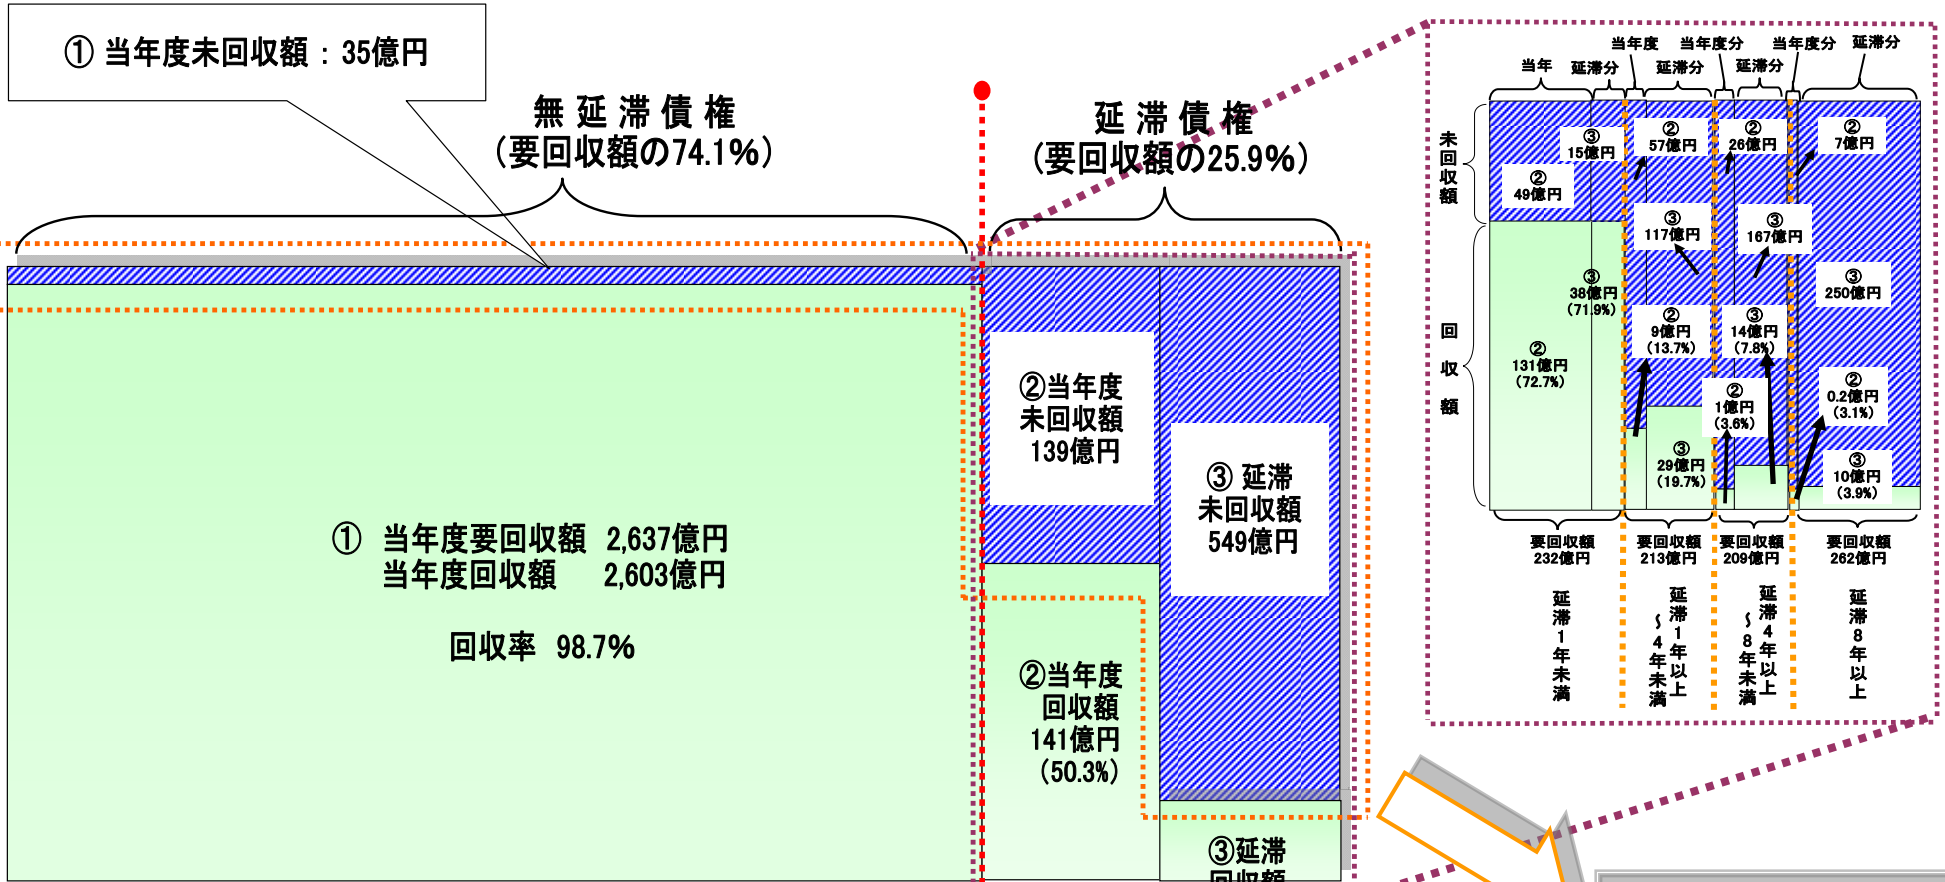 ① 当年度未回収額：35億円
無延滞債権
（要回収額の74.1%）
延滞債権
（要回収額の25.9%）
① 当年度要回収額 2,637億円
当年度回収額 2,603億円
回収率 98.7%
②当年度
未回収額
139億円
②当年度
回収額
141億円
（50.3%）
③ 延滞
未回収額
549億円
③延滞
回収額
当年
延滞分
当年度
延滞分
当年度分
延滞分
当年度分
延滞分
未回収額
回収額
②
49億円
③
15億円
②
57億円
②
26億円
②
7億円
③
117億円
③
167億円
③
250億円
③
38億円
（71.9%）
②
131億円
（72.7%）
②
9億円
（13.7%）
③
14億円
（7.8%）
②
1億円
（3.6%）
②
0.2億円
（3.1%）
③
29億円
（19.7%）
③
10億円
（3.9%）
要回収額
232億円
要回収額
213億円
要回収額
209億円
要回収額
262億円
延滞1年未満
延滞1年以上
～4年未満
延滞4年以上
～8年未満
延滞8年以上